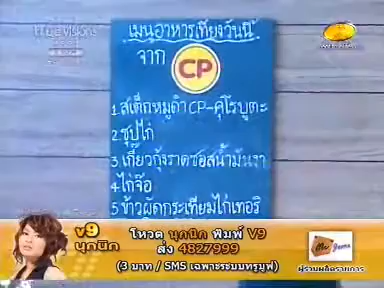 true visions
เมนูอาหารเที่ยงวันนี้
จาก CP
1.สเต็กหมูดำ CP-คุโรบูตะ
2.ซุปไก่
3.เกี๊ยวกุ้งราดซอสน้ำมันงา
4.ไก่จ๊อ
5.ข้าวผัดกระเทียมไก่เทอริ
V9
นุกนิก
โหวต นุกนิก พิมพ์ V9
ส่ง 4827999
(3 บาท / SMS เฉพาะระบบทรูมูฟ)
ผู้ร่วมผลิตรายการ